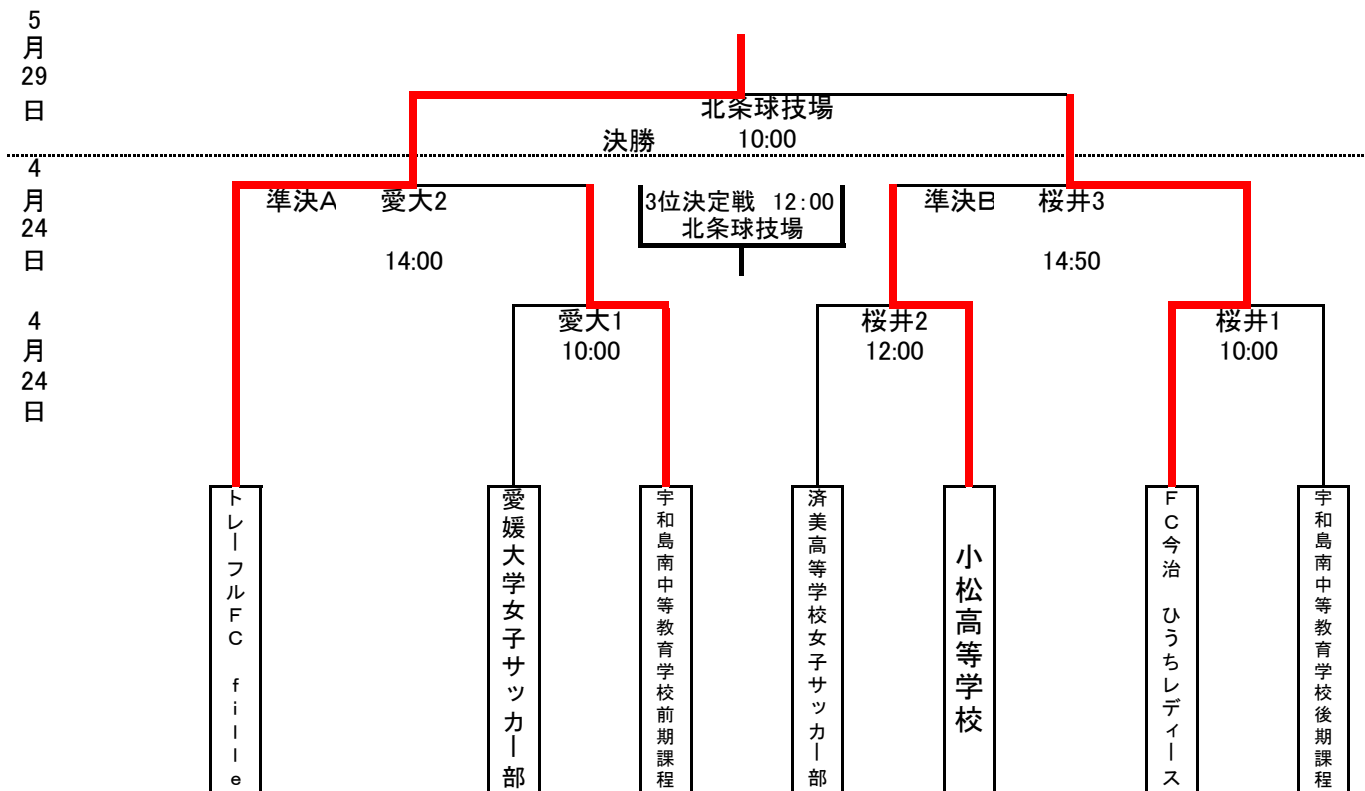 5月29日
北条球技場
決勝 10:00
4月24日
準決A 愛大2
14:00
3位決定戦 12:00
北条球技場
準決B 桜井3
14:50
4月24日
愛大1
10:00
桜井2
12:00
桜井1
10:00
トレーフルFC fille
愛媛大学女子サッカー部
宇和島南中等教育学校前期課程
済美高等学校女子サッカー部
小松高等学校
FC今治 ひうちレディース
宇和島南中等教育学校後期課程